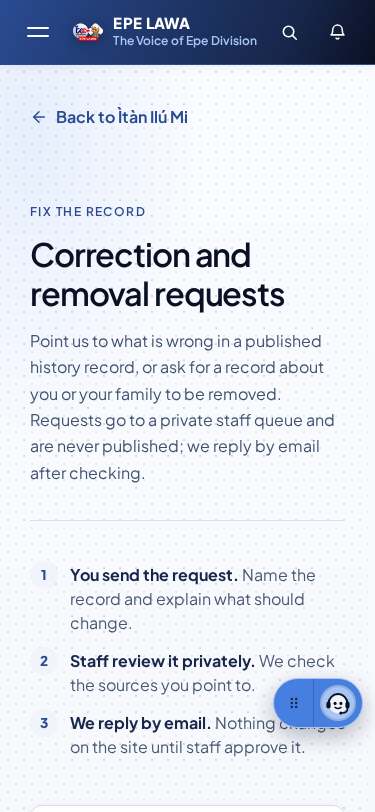 EPE LAWA
The Voice of Epe Division
Back to Ìtàn Ilú Mi
FIX THE RECORD
Correction and
removal requests
Point us to what is wrong in a published
history record, or ask for a record about
you or your family to be removed.
Requests go to a private staff queue and
are never published; we reply by email
after checking.
1 You send the request. Name the
record and explain what should
change.
2 Staff review it privately. We check
the sources you point to.
3 We reply by email. Nothing changes
on the site until staff approve it.